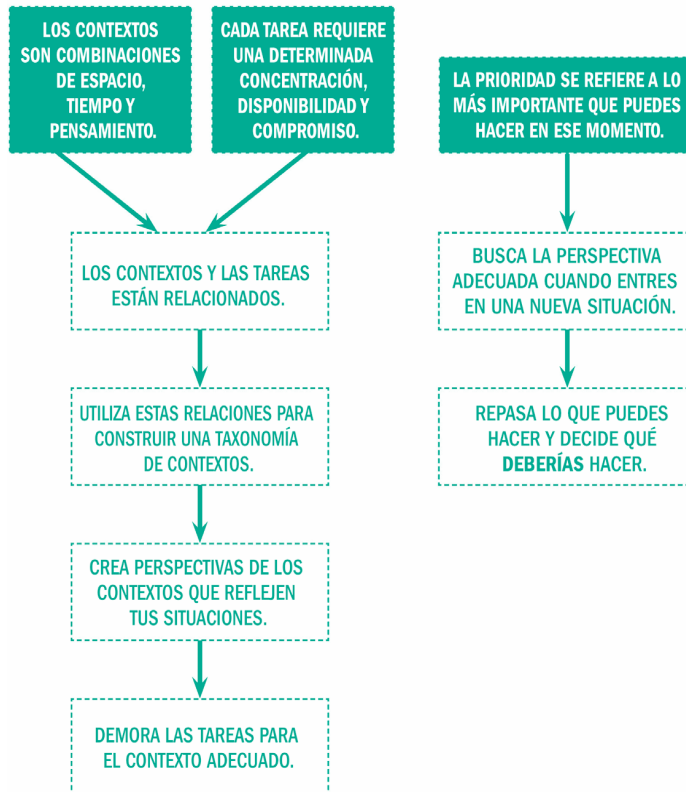 LOS CONTEXTOS
SON COMBINACIONES
DE ESPACIO,
TIEMPO Y
PENSAMIENTO.
CADA TAREA REQUIERE
UNA DETERMINADA
CONCENTRACIÓN,
DISPONIBILIDAD Y
COMPROMISO.
LOS CONTEXTOS Y LAS TAREAS
ESTÁN RELACIONADOS.
UTILIZA ESTAS RELACIONES PARA
CONSTRUIR UNA TAXONOMÍA
DE CONTEXTOS.
CREA PERSPECTIVAS DE LOS
CONTEXTOS QUE REFLEJEN
TUS SITUACIONES.
DEMORA LAS TAREAS PARA
EL CONTEXTO ADECUADO.
LA PRIORIDAD SE REFIERE A LO
MÁS IMPORTANTE QUE PUEDES
HACER EN ESE MOMENTO.
BUSCA LA PERSPECTIVA
ADECUADA CUANDO ENTRES
EN UNA NUEVA SITUACIÓN.
REPASA LO QUE PUEDES
HACER Y DECIDE QUÉ
DEBERÍAS HACER.